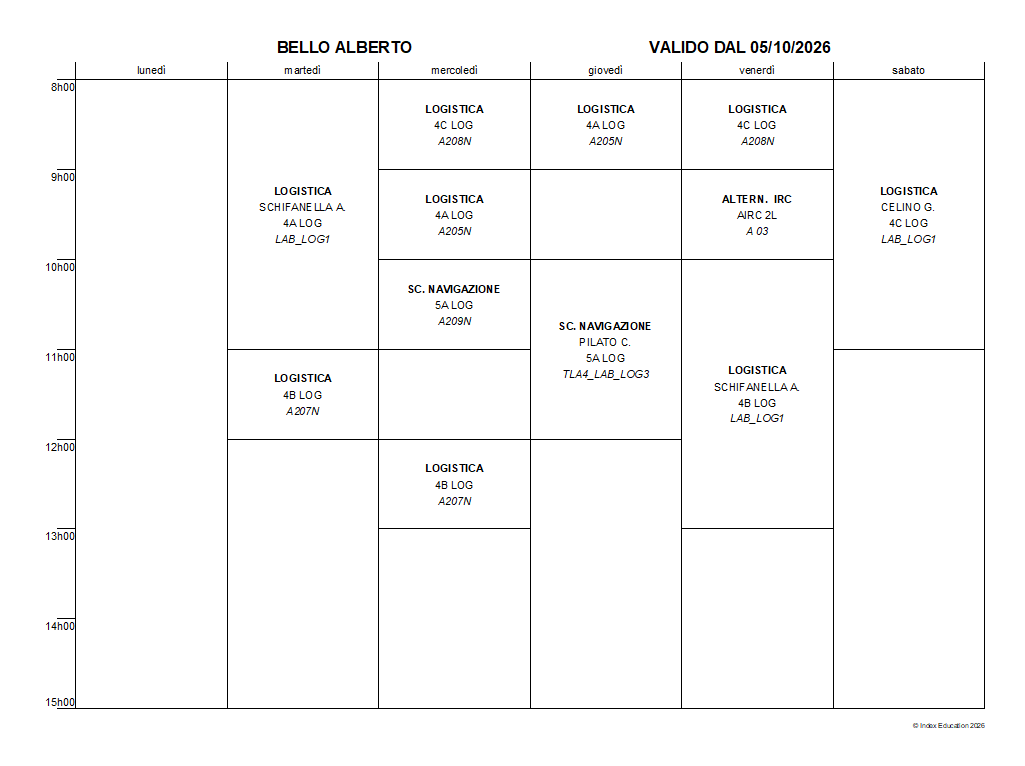 BELLO ALBERTO
VALIDO DAL 05/10/2026
lunedì
martedì
mercoledì
giovedì
venerdì
sabato
8h00
9h00
10h00
11h00
12h00
13h00
14h00
15h00
LOGISTICA
SCHIFANELLA A.
4A LOG
LAB_LOG1
LOGISTICA
4B LOG
A207N
LOGISTICA
4C LOG
A208N
LOGISTICA
4A LOG
A205N
SC. NAVIGAZIONE
5A LOG
A209N
LOGISTICA
4B LOG
A207N
LOGISTICA
4A LOG
A205N
SC. NAVIGAZIONE
PILATO C.
5A LOG
TLA4_LAB_LOG3
LOGISTICA
4C LOG
A208N
ALTERN. IRC
AIRC 2L
A 03
LOGISTICA
SCHIFANELLA A.
4B LOG
LAB_LOG1
LOGISTICA
CELINO G.
4C LOG
LAB_LOG1
© Index Education 2026